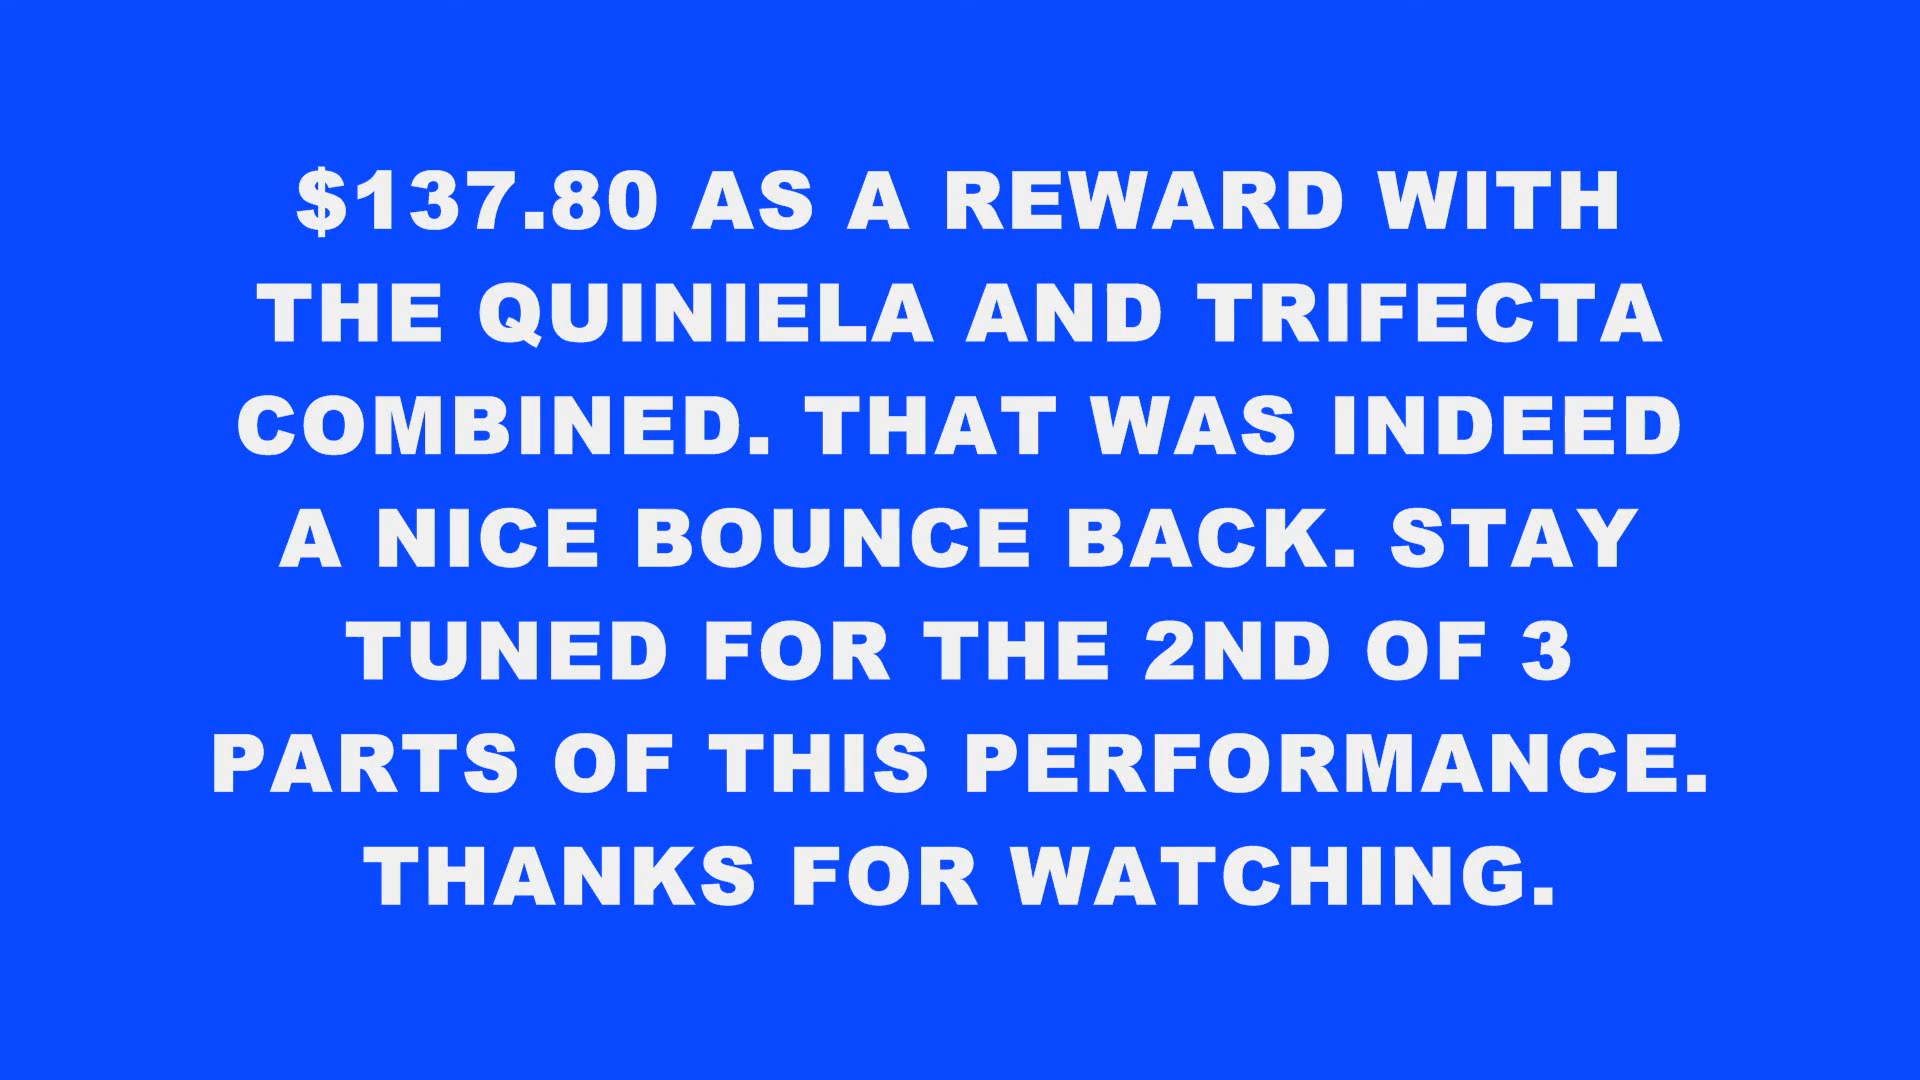 $137.80 AS A REWARD WITH
THE QUINIELA AND TRIFECTA
COMBINED. THAT WAS INDEED
A NICE BOUNCE BACK. STAY
TUNED FOR THE 2ND OF 3
PARTS OF THIS PERFORMANCE.
THANKS FOR WATCHING.